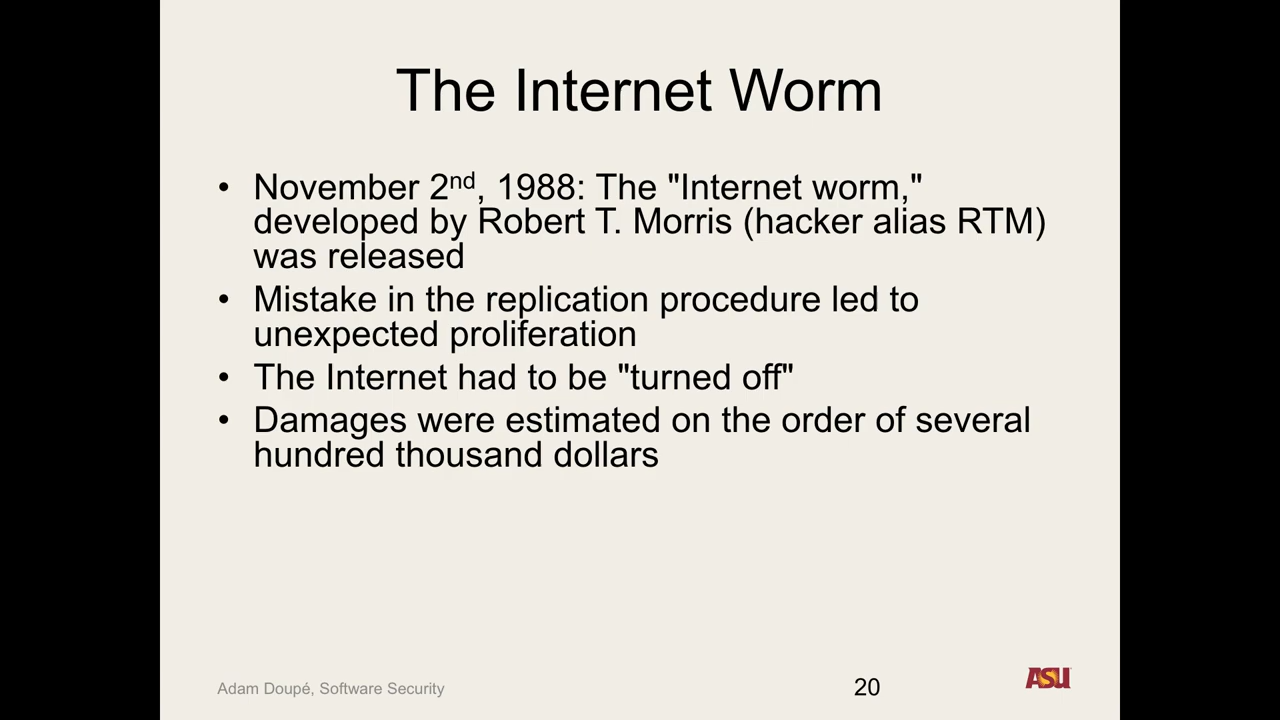 The Internet Worm
• November 2nd, 1988: The "Internet worm,"
developed by Robert T. Morris (hacker alias RTM)
was released
• Mistake in the replication procedure led to
unexpected proliferation
• The Internet had to be "turned off"
• Damages were estimated on the order of several
hundred thousand dollars
Adam Doupé, Software Security
20
ASU